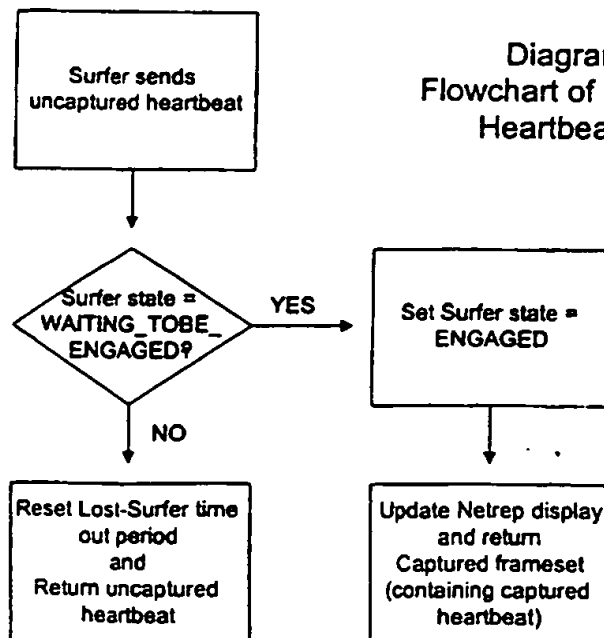 Surfer sends
uncaptured heartbeat
Diagra
Flowchart of
Heartbea
Surfer state =
WAITING_TOBE_
ENGAGED?
YES
Set Surfer state =
ENGAGED
NO
Reset Lost-Surfer time
out period
and
Return uncaptured
heartbeat
Update Netrep display
and return
Captured frameset
(containing captured
heartbeat)